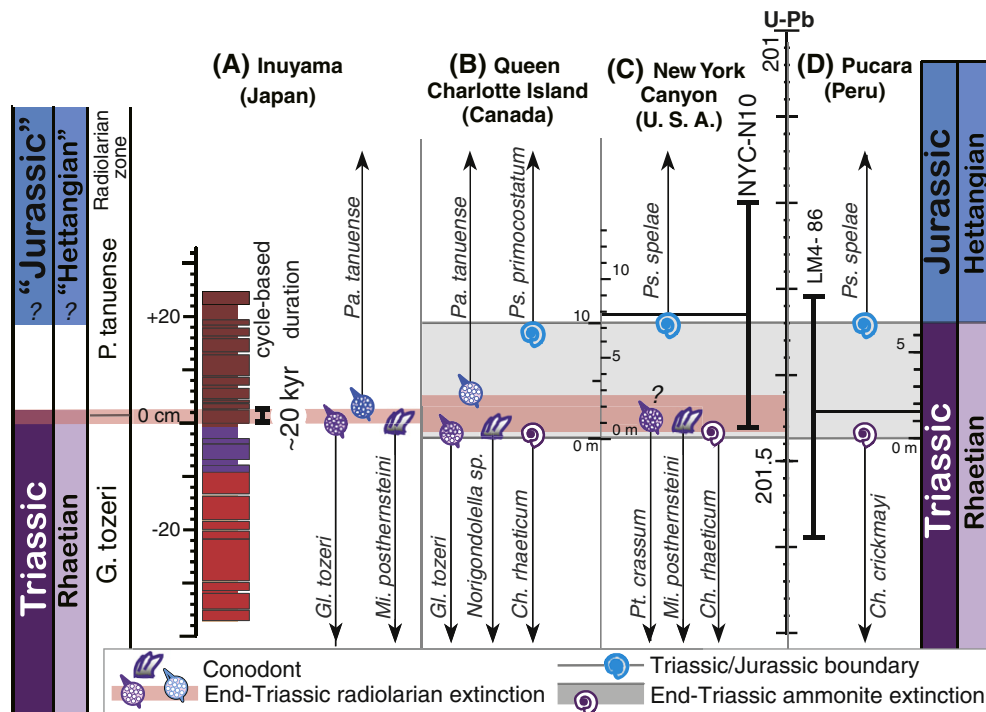 U-Pb
(A) Inuyama
(Japan)
(B) Queen
Charlotte Island
(Canada)
(C) New York
Canyon
(U. S. A.)
(D) Pucara
(Peru)
"Jurassic"
?
"Hettangian"
?
Triassic
Rhaetian
Radiolarian
zone
P. tanuense
G. tozeri
+20
0 cm
-20
cycle-based
duration
~20 kyr
Pa. tanuense
Gl. tozeri
Mi. posthernsteini
Pa. tanuense
Ps. primocostatum
Gl. tozeri
Norigondolella sp.
Ch. rhaeticum
10
0 m
10
5
0 m
Ps. spelae
?
Pt. crassum
Mi. posthernsteini
Ch. rhaeticum
NYC-N10
201
201.5
LM4- 86
Ps. spelae
Ch. crickmayi
5
0 m
Jurassic
Hettangian
Triassic
Rhaetian
Conodont
End-Triassic radiolarian extinction
Triassic/Jurassic boundary
End-Triassic ammonite extinction